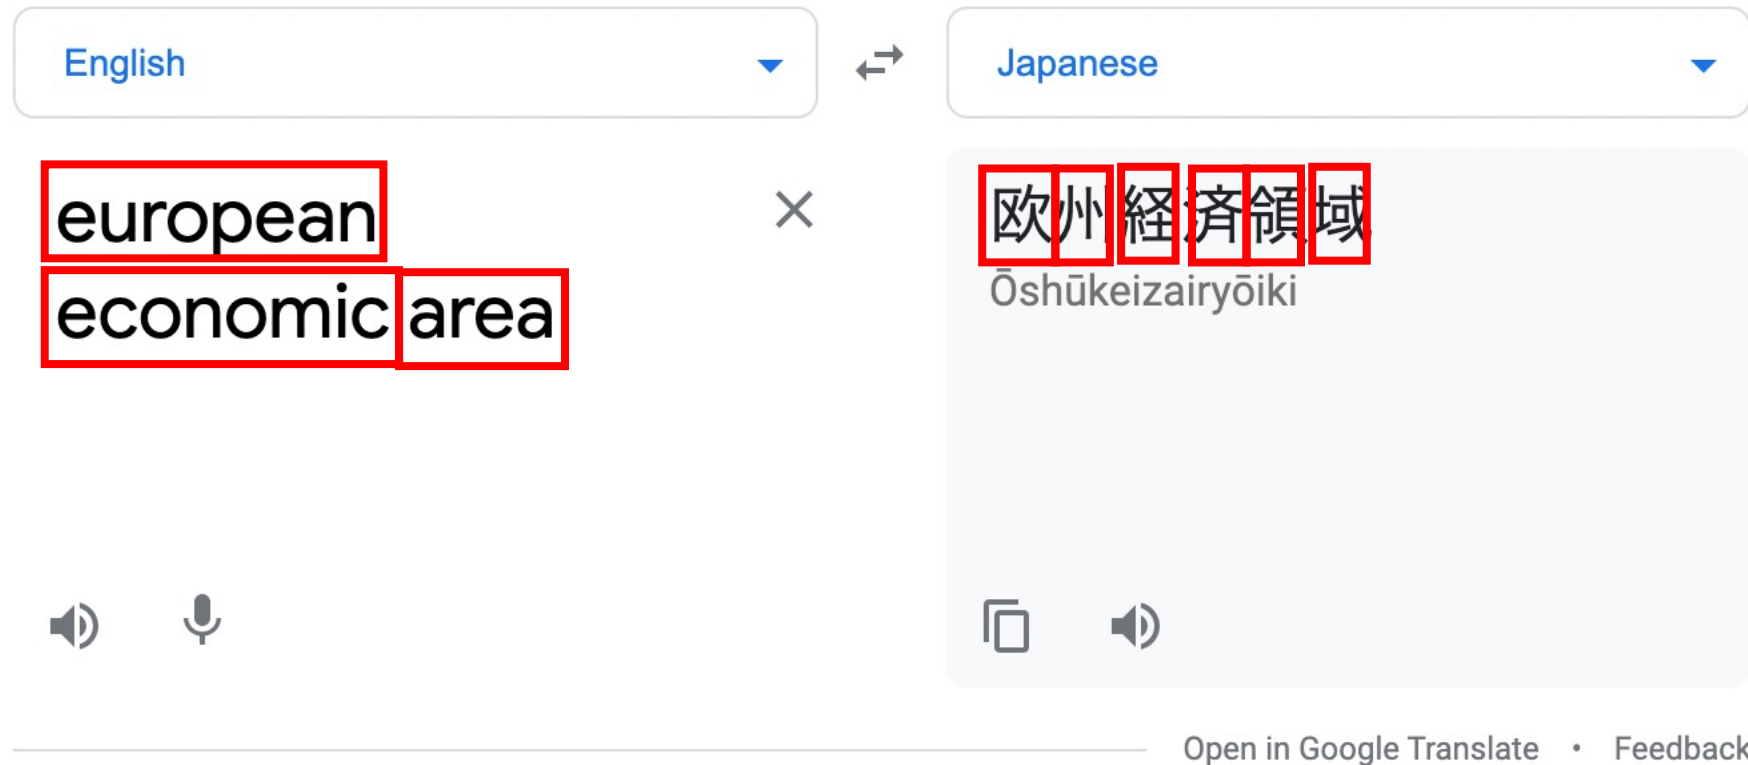 English
Japanese
european
economic area
欧州経済領域
Ōshūkeizairyōiki
Open in Google Translate • Feedback